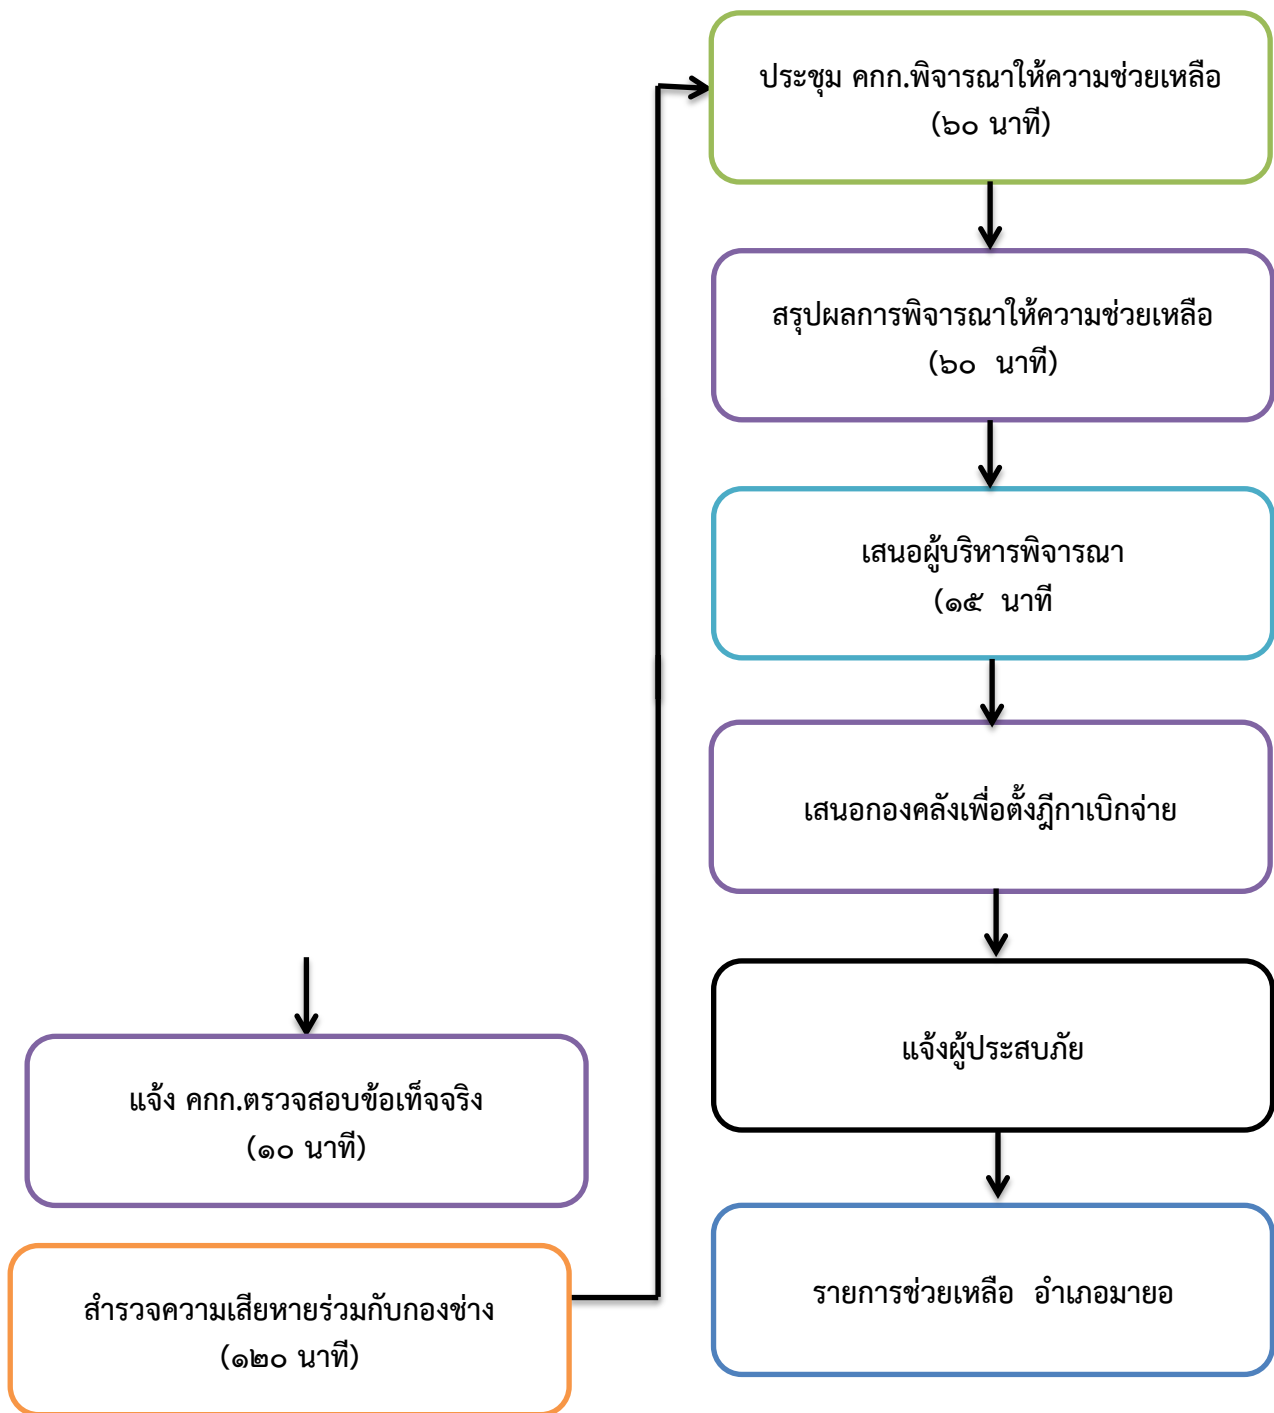 แจ้ง คกก.ตรวจสอบข้อเท็จจริง
(๑๐ นาที)
สำรวจความเสียหายร่วมกับกองช่าง
(๑๒๐ นาที)
ประชุม คกก.พิจารณาให้ความช่วยเหลือ
(๖๐ นาที)
สรุปผลการพิจารณาให้ความช่วยเหลือ
(๖๐ นาที)
เสนอผู้บริหารพิจารณา
(๑๕ นาที
เสนอกองคลังเพื่อตั้งฎีกาเบิกจ่าย
แจ้งผู้ประสบภัย
รายการช่วยเหลือ อำเภอมายอ